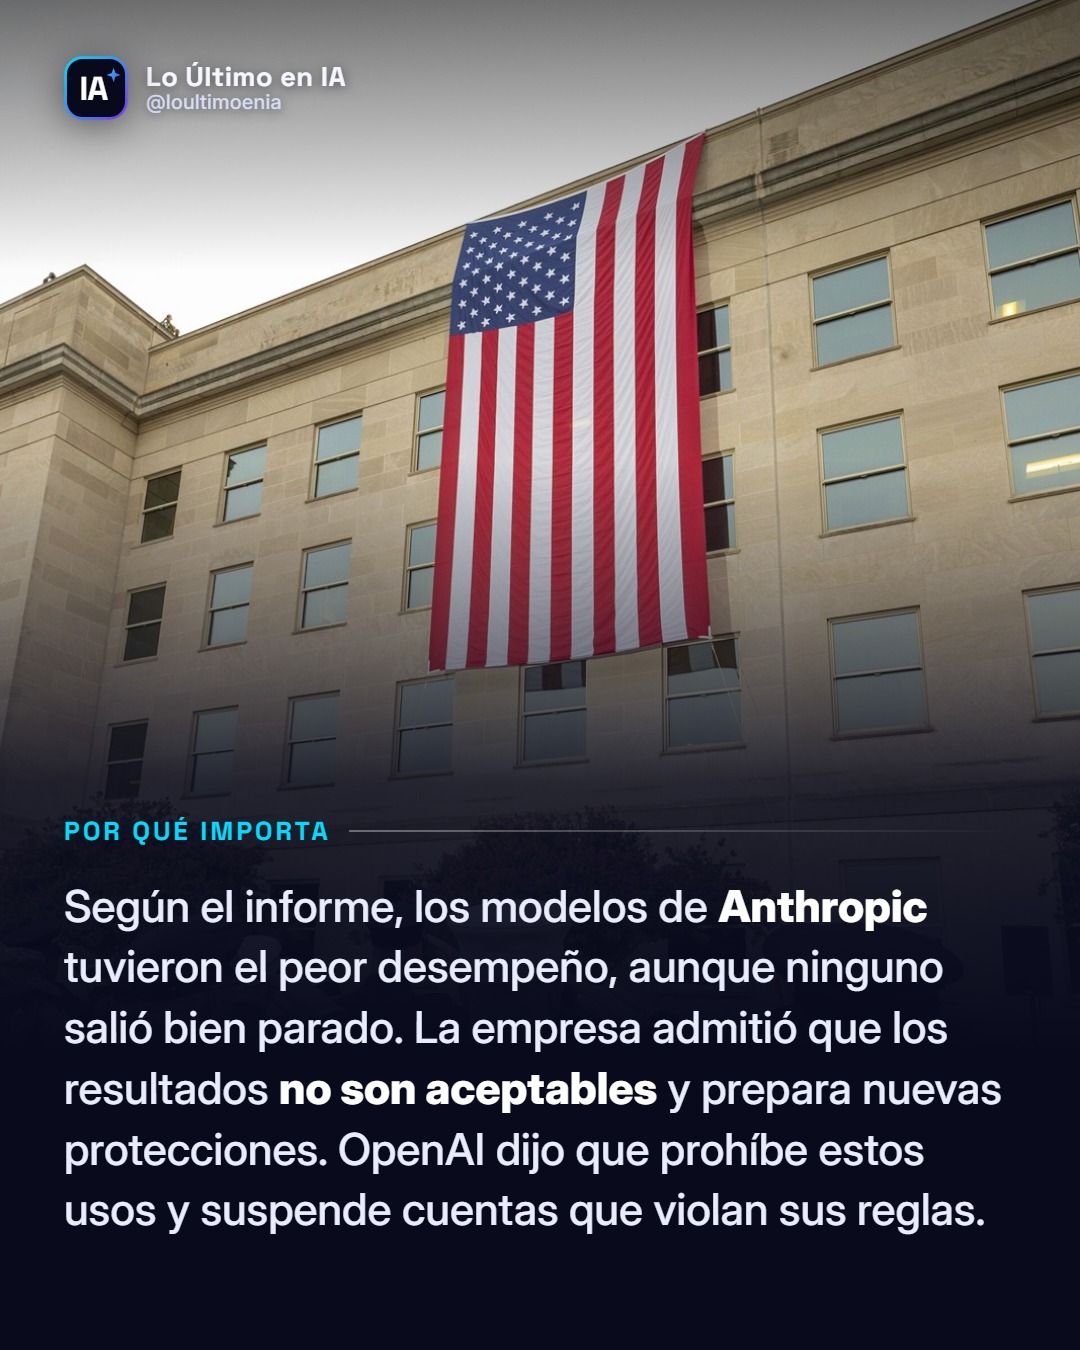 IA
Lo Último en IA
@loultimoenia
POR QUÉ IMPORTA
Según el informe, los modelos de Anthropic
tuvieron el peor desempeño, aunque ninguno
salió bien parado. La empresa admitió que los
resultados no son aceptables y prepara nuevas
protecciones. OpenAI dijo que prohíbe estos
usos y suspende cuentas que violan sus reglas.